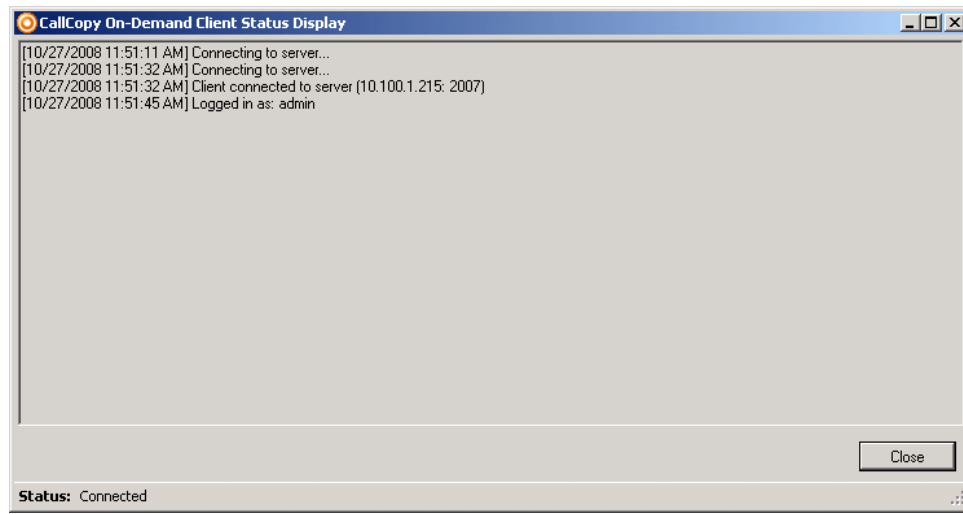 CallCopy On-Demand Client Status Display
[10/27/2008 11:51:11 AM] Connecting to server...
[10/27/2008 11:51:32 AM] Connecting to server...
[10/27/2008 11:51:32 AM] Client connected to server (10.100.1.215: 2007)
[10/27/2008 11:51:45 AM] Logged in as: admin
Close
Status: Connected